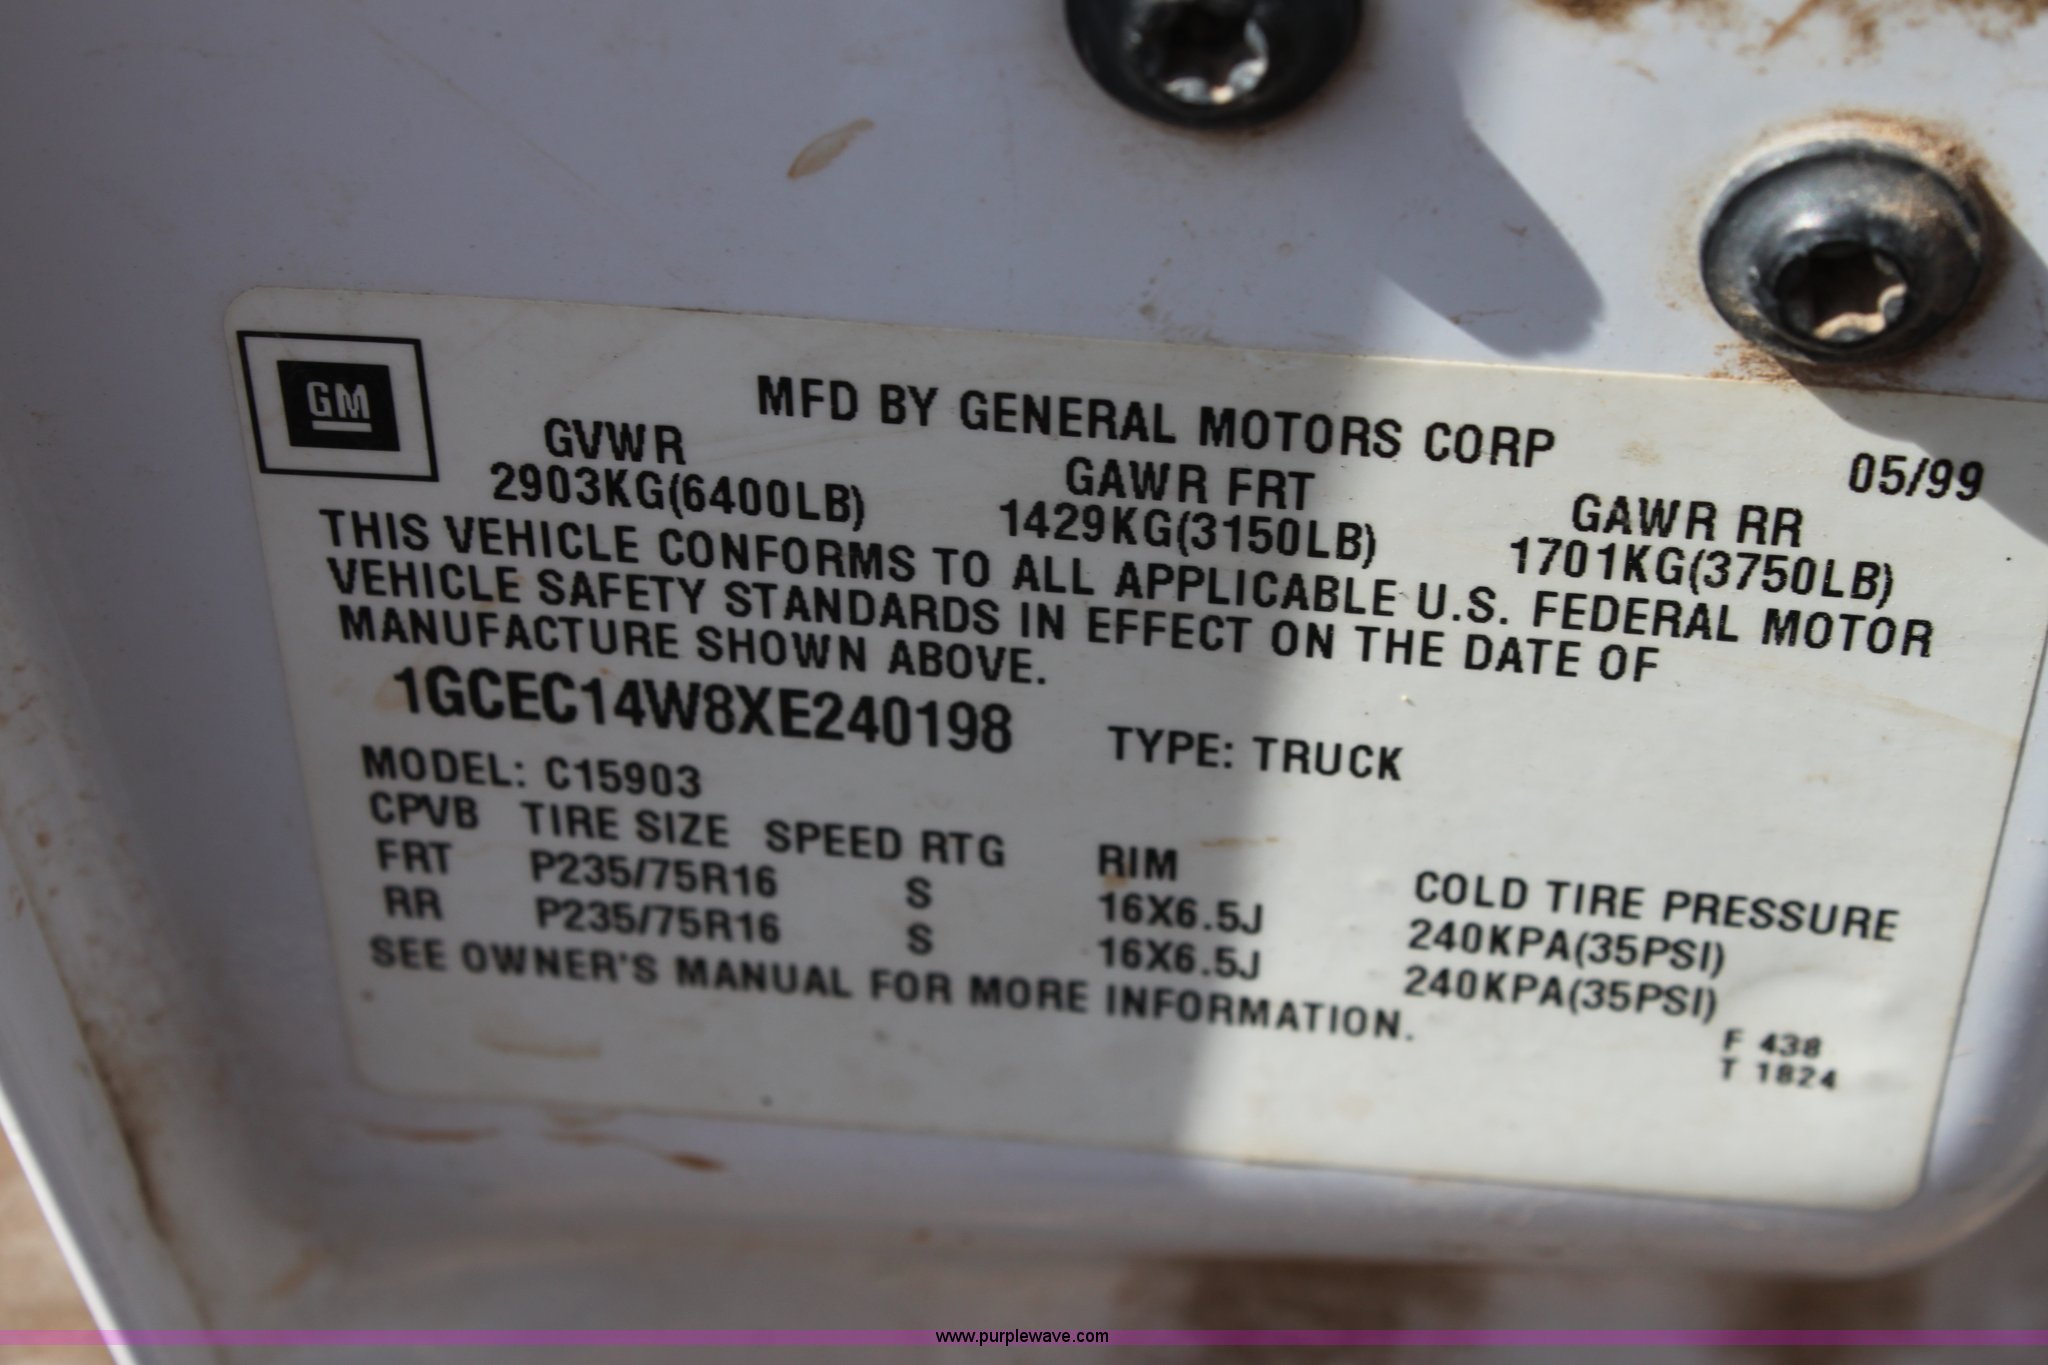 GM
MFD BY GENERAL MOTORS CORP
05/99
GVWR GAWR FRT GAWR RR
2903KG(6400LB) 1429KG(3150LB) 1701KG(3750LB)
THIS VEHICLE CONFORMS TO ALL APPLICABLE U.S. FEDERAL MOTOR
VEHICLE SAFETY STANDARDS IN EFFECT ON THE DATE OF
MANUFACTURE SHOWN ABOVE.
1GCEC14W8XE240198 TYPE: TRUCK
MODEL: C15903
CPVB TIRE SIZE SPEED RTG RIM COLD TIRE PRESSURE
FRT P235/75R16 S 16X6.5J 240KPA(35PSI)
RR P235/75R16 S 16X6.5J 240KPA(35PSI)
SEE OWNER'S MANUAL FOR MORE INFORMATION.
F 438
T 1824
www.purplewave.com